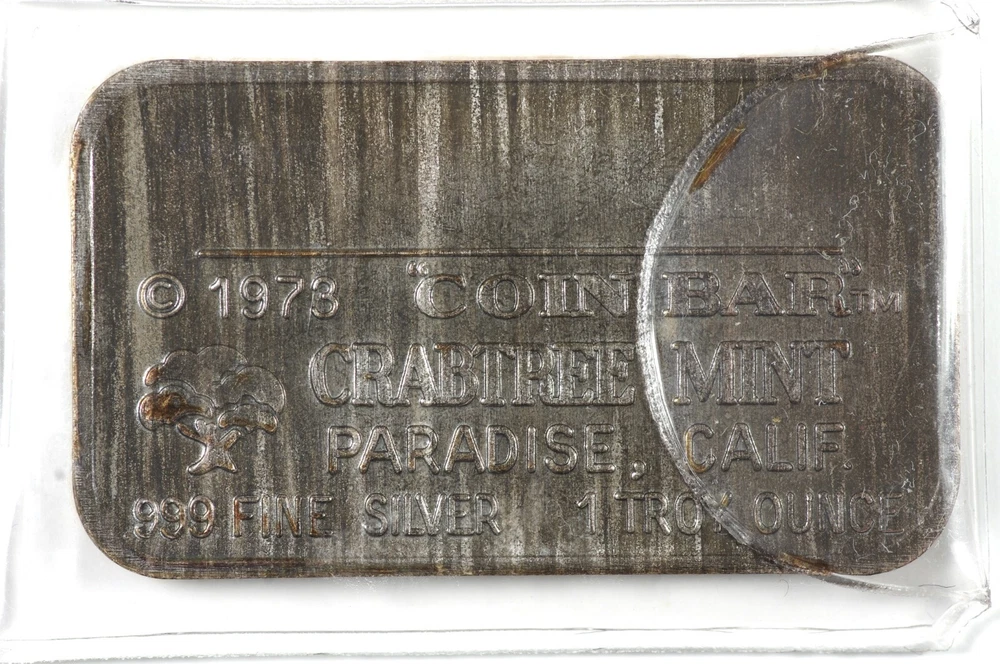 © 1973 "COIN BAR"™
CRABTREE MINT
PARADISE, CALIF.
999 FINE SILVER 1 TROY OUNCE